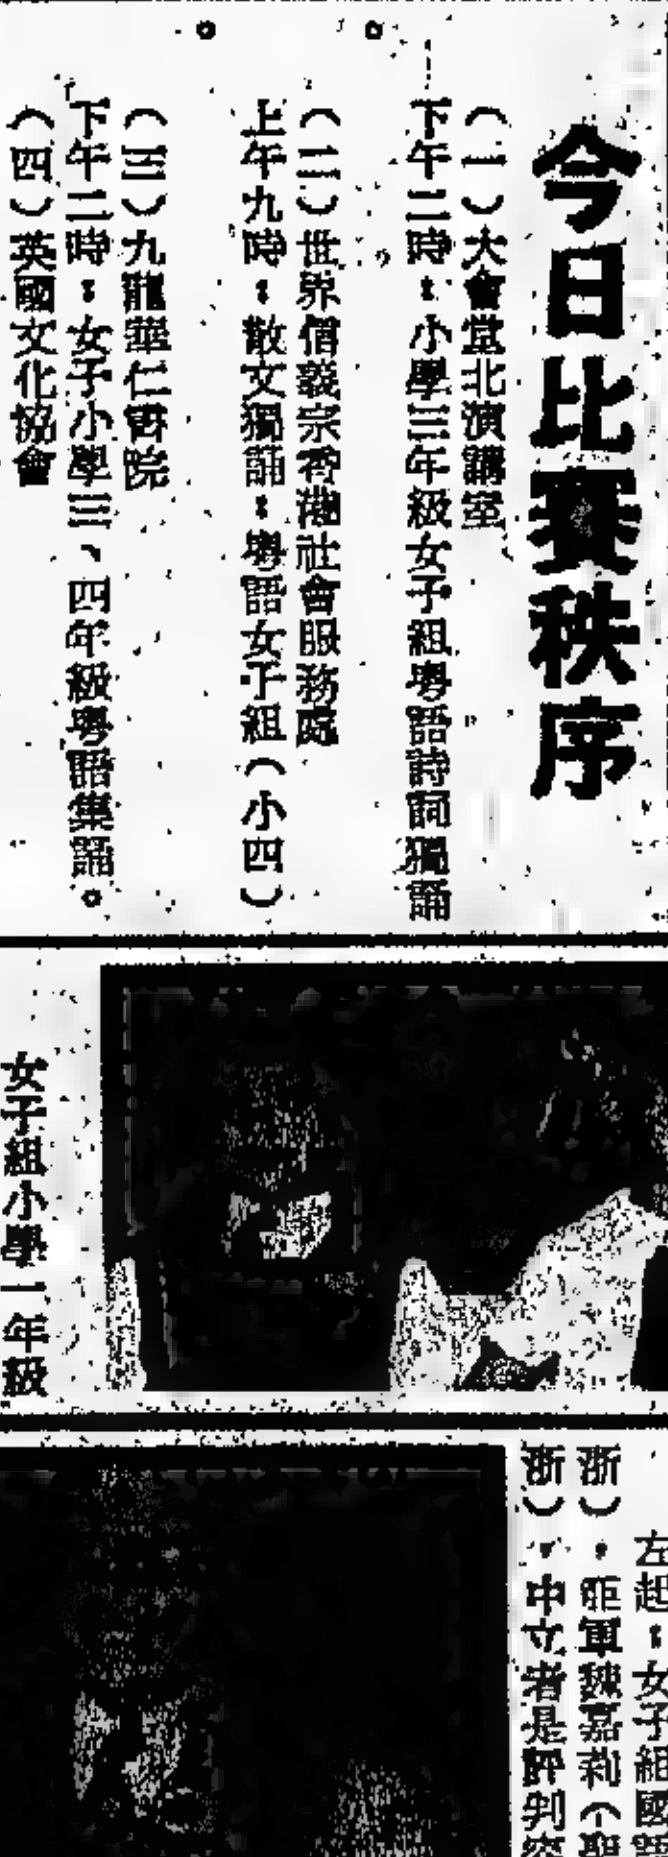 今日比賽秩序
（一）大會堂北演講室
下午二時：小學三年級女子組粤語詩詞獨誦
（二）世界信義宗香港社會服務處
上午九時：散文獨誦：粤語女子組（小四）
（三）九龍華仁書院
下午二時：女子小學三、四年級粤語集誦。
（四）英國文化協會
女子組小學一年級
左起：女子組國語
浙），亞軍魏嘉莉（聖
浙），中立者是評判